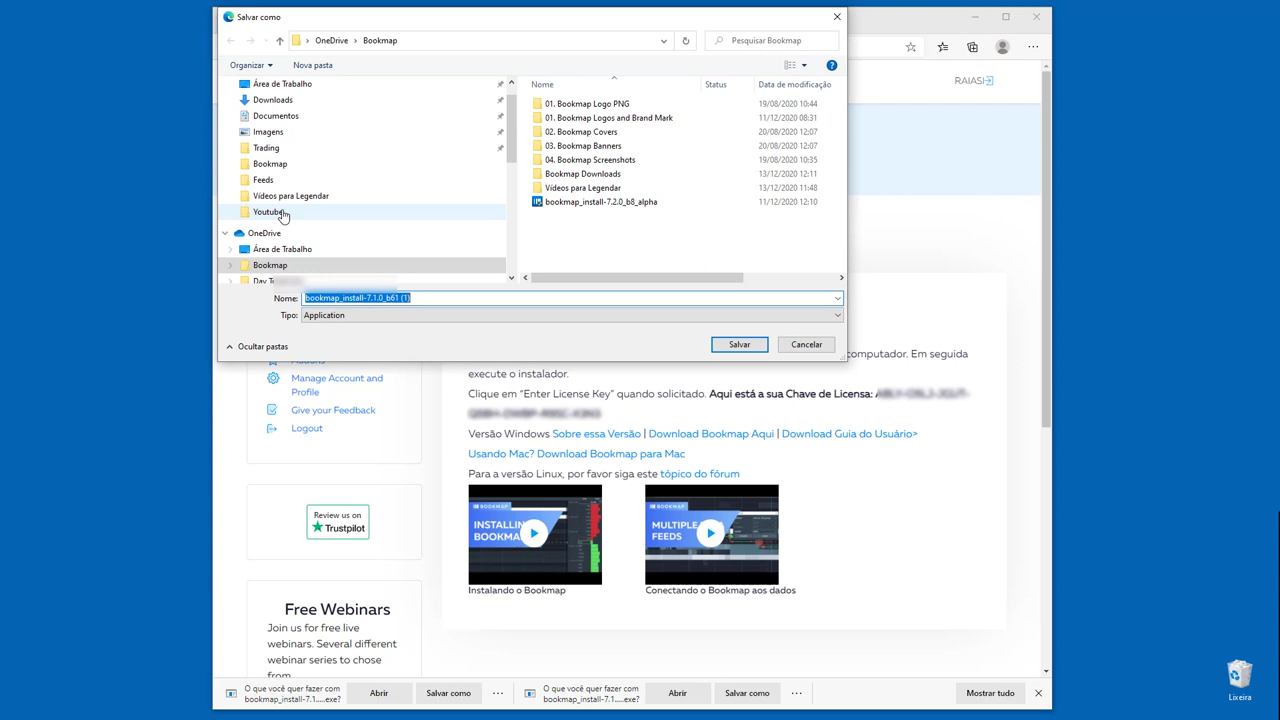 Salvar como
OneDrive > Bookmap
Pesquisar Bookmap
Organizar
Nova pasta
Área de Trabalho
Downloads
Documentos
Imagens
Trading
Bookmap
Feeds
Vídeos para Legendar
Youtube
OneDrive
Área de Trabalho
Bookmap
Nome Status Data de modificação
01. Bookmap Logo PNG 19/08/2020 10:44
01. Bookmap Logos and Brand Mark 11/12/2020 08:31
02. Bookmap Covers 20/08/2020 12:07
03. Bookmap Banners 20/08/2020 12:07
04. Bookmap Screenshots 19/08/2020 10:35
Bookmap Downloads 13/12/2020 12:11
Vídeos para Legendar 13/12/2020 11:48
bookmap_install-7.2.0_b8_alpha 11/12/2020 12:10
Nome: bookmap_install-7.1.0_b61 (1)
Tipo: Application
Ocultar pastas
Salvar
Cancelar
RAIASI
Manage Account and
Profile
Give your Feedback
Logout
Review us on
Trustpilot
Free Webinars
Join us for free live
webinars. Several different
webinar series to chose
from.
computador. Em seguida
execute o instalador.
Clique em “Enter License Key” quando solicitado. Aqui está a sua Chave de Licensa:
Versão Windows Sobre essa Versão | Download Bookmap Aqui | Download Guia do Usuário>
Usando Mac? Download Bookmap para Mac
Para a versão Linux, por favor siga este tópico do fórum
BOOKMAP
INSTALLING
BOOKMAP
BOOKMAP
MULTIPLE
FEEDS
Instalando o Bookmap
Conectando o Bookmap aos dados
O que você quer fazer com
bookmap_install-7.1.....exe?
Abrir
Salvar como
O que você quer fazer com
bookmap_install-7.1.....exe?
Abrir
Salvar como
Mostrar tudo
Lixeira